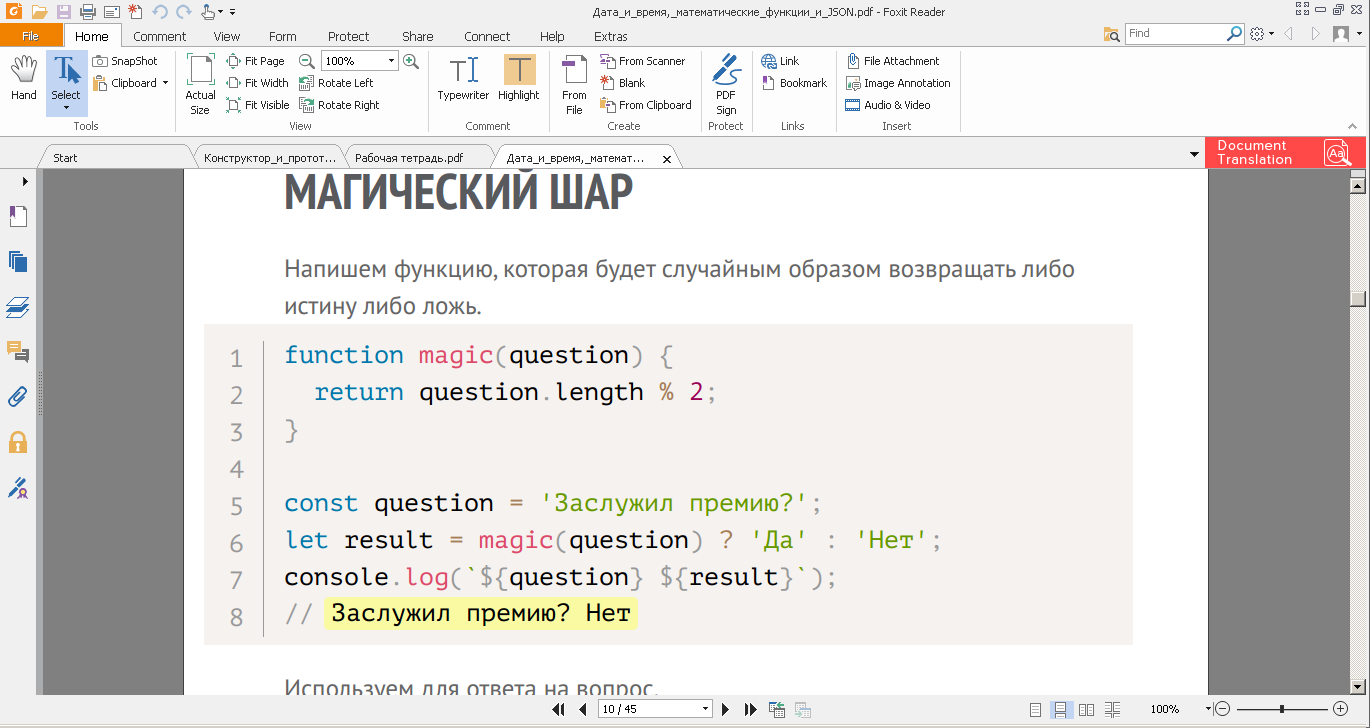 Дата_и_время,_математические_функции_и_JSON.pdf - Foxit Reader
File Home Comment View Form Protect Share Connect Help Extras
Find
Hand
Select
SnapShot
Clipboard
Tools
Actual
Size
Fit Page
Fit Width
Fit Visible
100%
Rotate Left
Rotate Right
View
Typewriter
Highlight
Comment
From
File
From Scanner
Blank
From Clipboard
Create
PDF
Sign
Protect
Link
Bookmark
Links
File Attachment
Image Annotation
Audio & Video
Insert
Start
Конструктор_и_протот...
Рабочая тетрадь.pdf
Дата_и_время,_математ...
Document
Translation
Aa
МАГИЧЕСКИЙ ШАР
Напишем функцию, которая будет случайным образом возвращать либо
истину либо ложь.
1 function magic(question) {
2 return question.length % 2;
3 }
4
5 const question = 'Заслужил премию?';
6 let result = magic(question) ? 'Да' : 'Нет';
7 console.log(`${question} ${result}`);
8 // Заслужил премию? Нет
Используем для ответа на вопрос.
10 / 45
100%